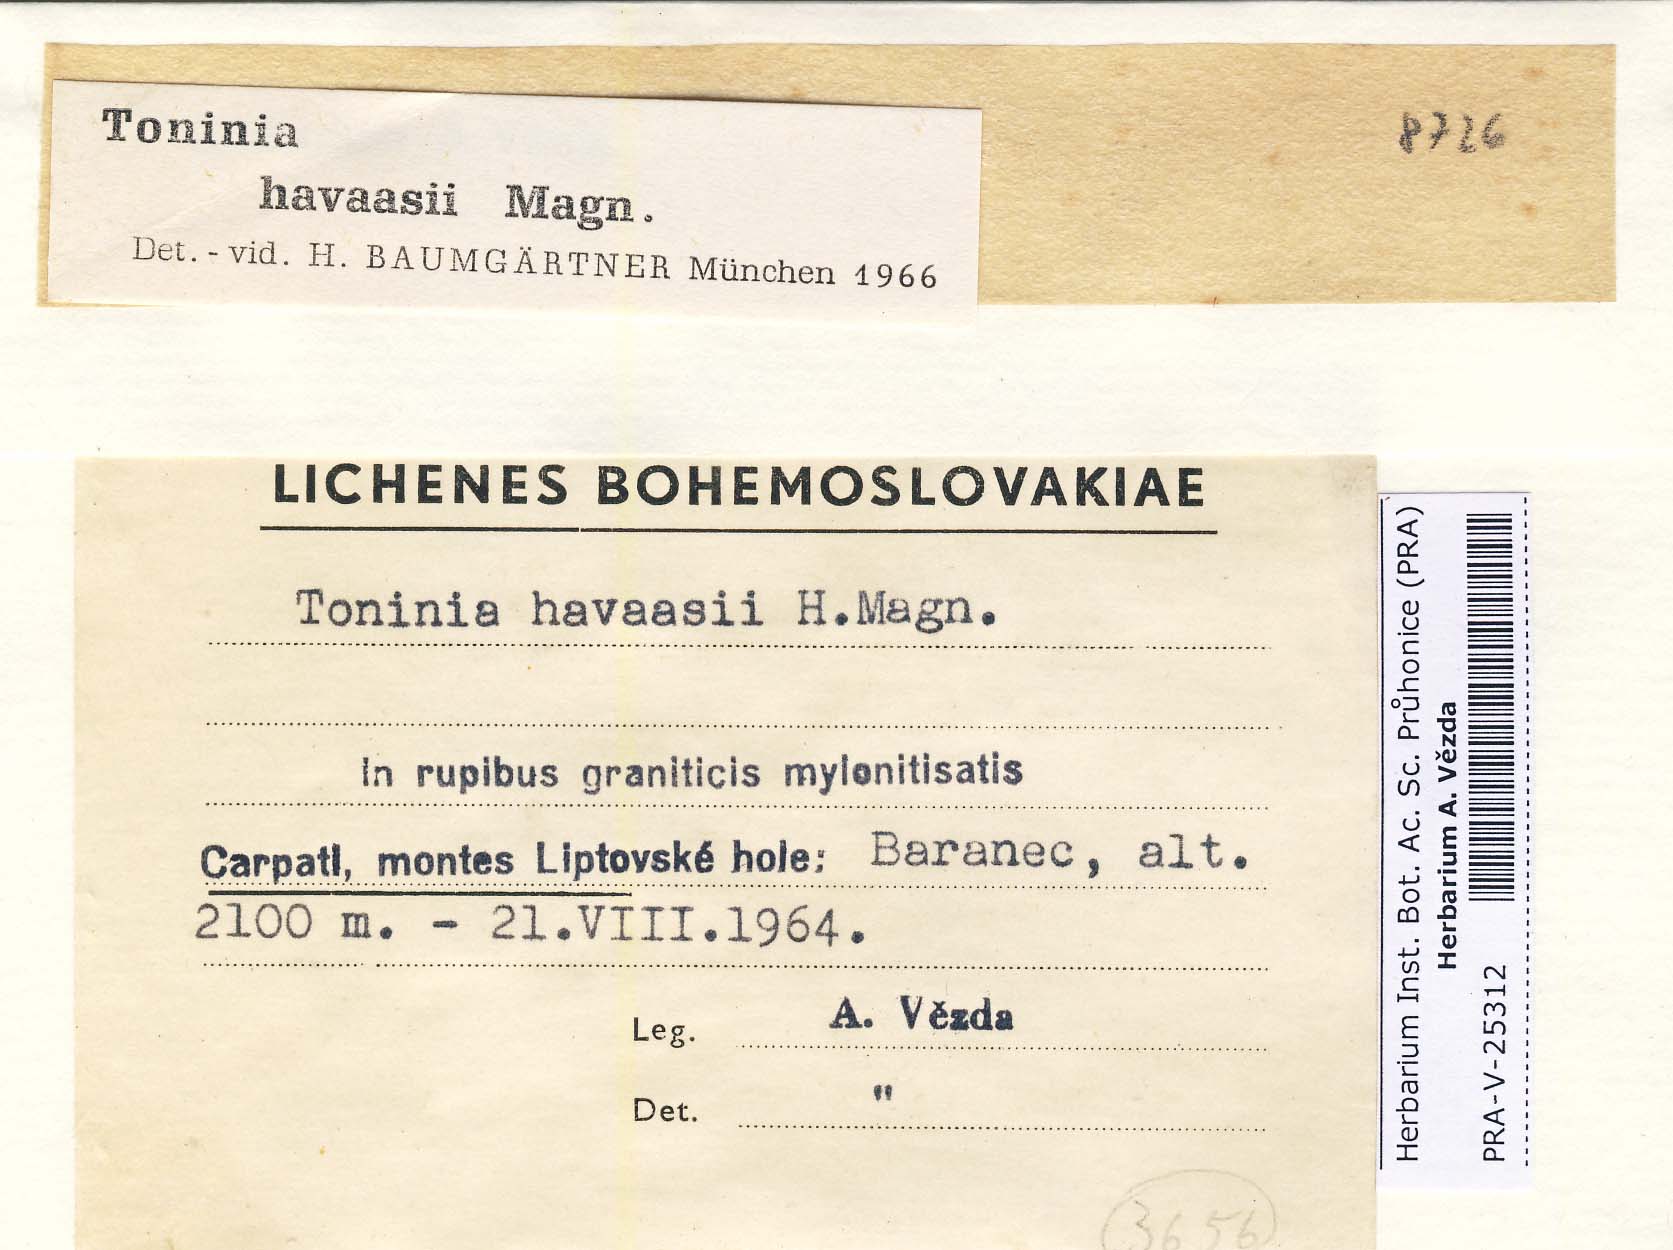 Toninia
havaasii Magn.
Det. - vid. H. BAUMGÄRTNER München 1966
8726
LICHENES BOHEMOSLOVAKIAE
Toninia havaasii H.Magn.
In rupibus graniticis mylonitisatis
Carpati, montes Liptovské hole: Baranec, alt.
2100 m. - 21.VIII.1964.
Leg. A. Vězda
Det. "
3656
Herbarium Inst. Bot. Ac. Sc. Průhonice (PRA)
Herbarium A. Vězda
PRA-V-25312